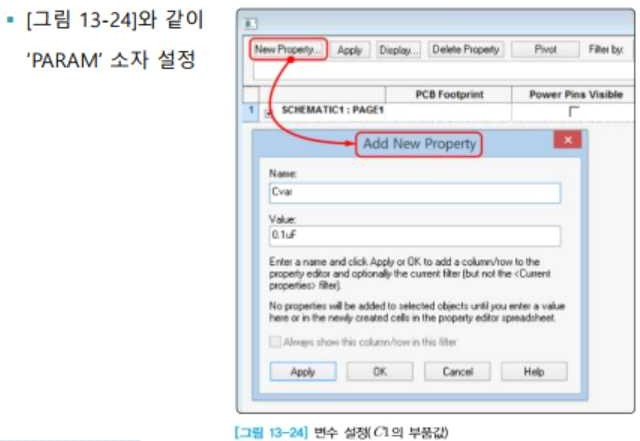 [그림 13-24]와 같이
'PARAM' 소자 설정
New Property... Apply Display... Delete Property Pivot Filter by:
PCB Footprint Power Pins Visible
1 SCHEMATIC1 : PAGE1
Add New Property
Name:
Cvar
Value:
0.1uF
Enter a name and click Apply or OK to add a column/row to the
property editor and optionally the current filter (but not the <Current
properties> filter).
No properties will be added to selected objects until you enter a value
here or in the newly created cells in the property editor spreadsheet.
Always show this column/row in this filter
Apply OK Cancel Help
[그림 13-24] 변수 설정(C1의 부품값)